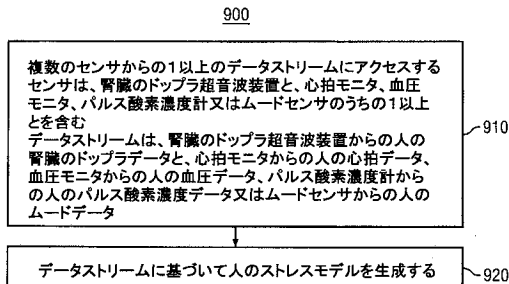 900
複数のセンサからの1以上のデータストリームにアクセスする
センサは、腎臓のドップラ超音波装置と、心拍モニタ、血圧
モニタ、パルス酸素濃度計又はムードセンサのうちの1以上
とを含む
データストリームは、腎臓のドップラ超音波装置からの人の
腎臓のドップラデータと、心拍モニタからの人の心拍データ、
血圧モニタからの人の血圧データ、パルス酸素濃度計から
の人のパルス酸素濃度データ又はムードセンサからの人の
ムードデータ
910
データストリームに基づいて人のストレスモデルを生成する
920